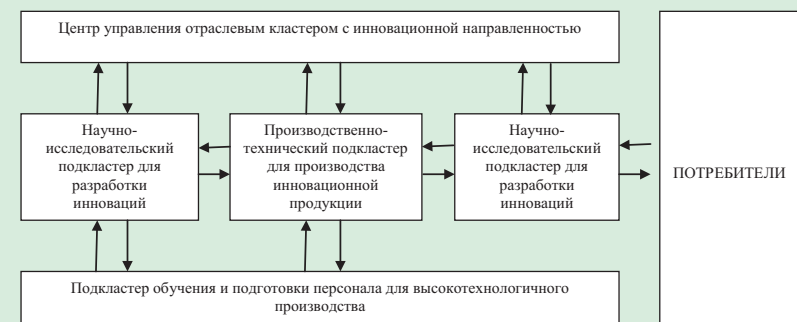 Центр управления отраслевым кластером с инновационной направленностью
Научно-
исследовательский
подкластер для
разработки
инноваций
Производственно-
технический подкластер
для производства
инновационной
продукции
Научно-
исследовательский
подкластер для
разработки
инноваций
ПОТРЕБИТЕЛИ
Подкластер обучения и подготовки персонала для высокотехнологичного
производства